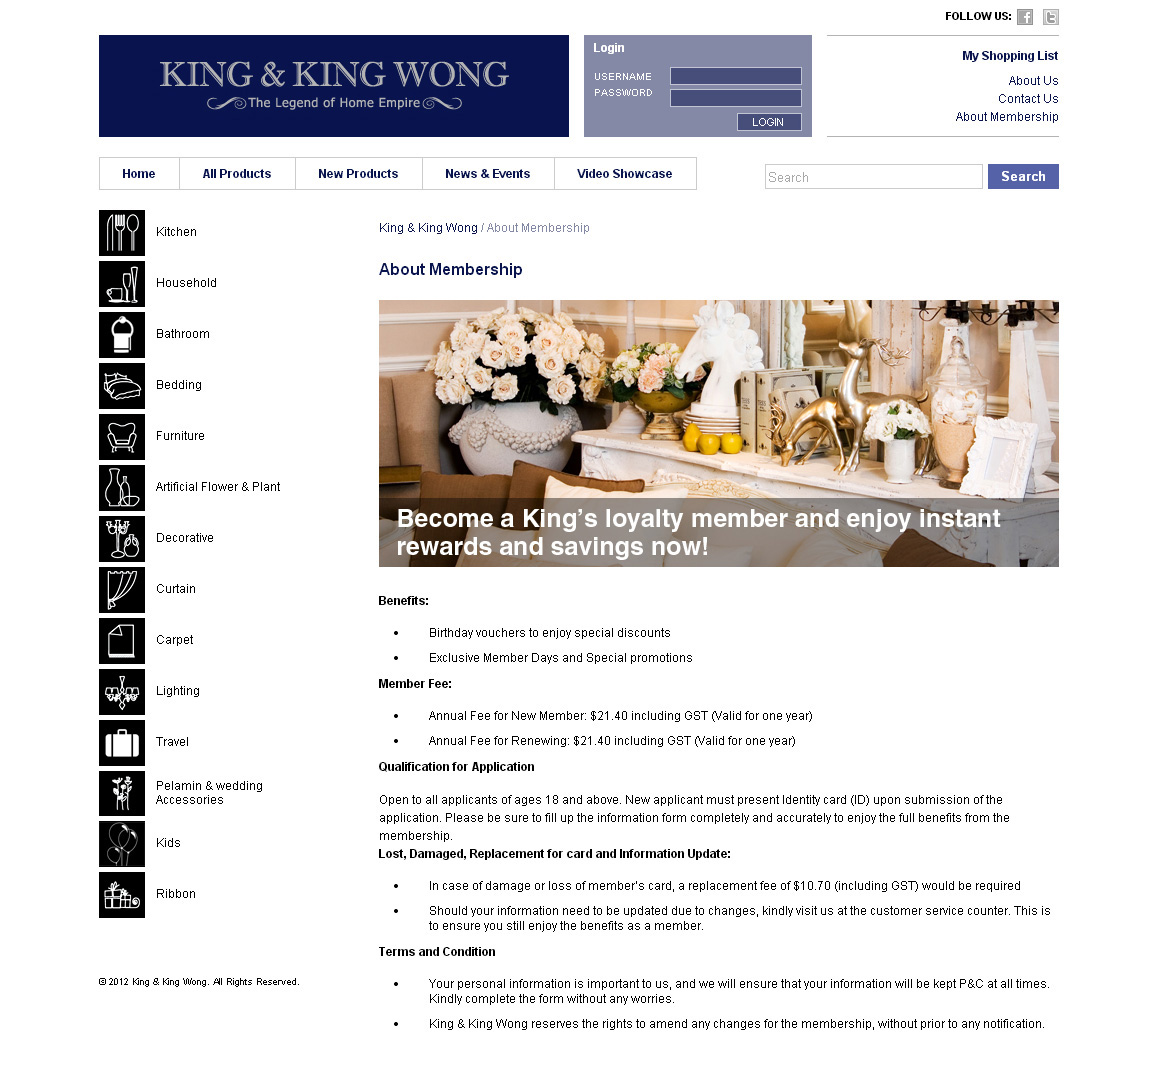 FOLLOW US:
KING & KING WONG
The Legend of Home Empire
Login
USERNAME
PASSWORD
LOGIN
My Shopping List
About Us
Contact Us
About Membership
Home
All Products
New Products
News & Events
Video Showcase
Search
Search
Kitchen
Household
Bathroom
Bedding
Furniture
Artificial Flower & Plant
Decorative
Curtain
Carpet
Lighting
Travel
Pelamin & wedding
Accessories
Kids
Ribbon
King & King Wong / About Membership
About Membership
Become a King's loyalty member and enjoy instant
rewards and savings now!
Benefits:
• Birthday vouchers to enjoy special discounts
• Exclusive Member Days and Special promotions
Member Fee:
• Annual Fee for New Member: $21.40 including GST (Valid for one year)
• Annual Fee for Renewing: $21.40 including GST (Valid for one year)
Qualification for Application
Open to all applicants of ages 18 and above. New applicant must present Identity card (ID) upon submission of the
application. Please be sure to fill up the information form completely and accurately to enjoy the full benefits from the
membership.
Lost, Damaged, Replacement for card and Information Update:
• In case of damage or loss of member's card, a replacement fee of $10.70 (including GST) would be required
• Should your information need to be updated due to changes, kindly visit us at the customer service counter. This is
to ensure you still enjoy the benefits as a member.
Terms and Condition
• Your personal information is important to us, and we will ensure that your information will be kept P&C at all times.
Kindly complete the form without any worries.
• King & King Wong reserves the rights to amend any changes for the membership, without prior to any notification.
© 2012 King & King Wong. All Rights Reserved.